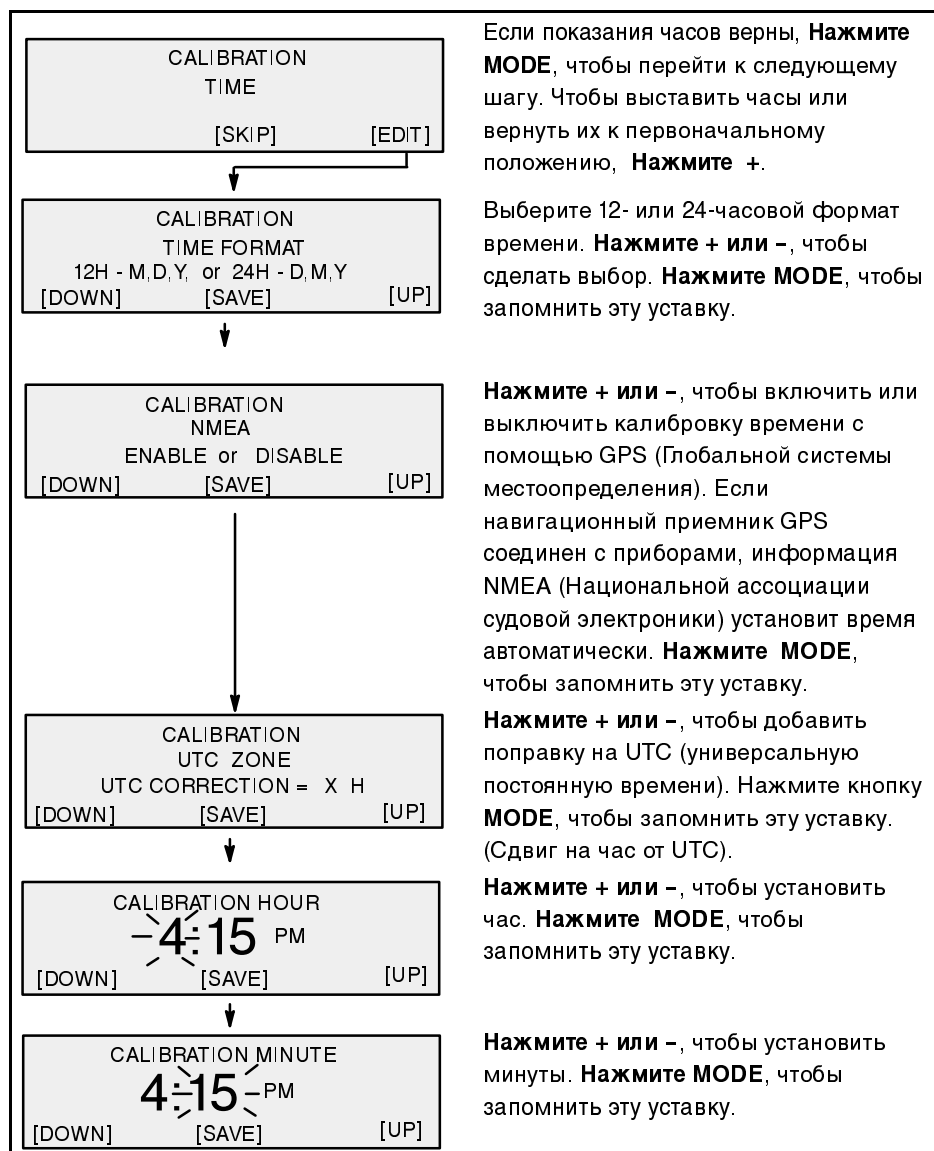 CALIBRATION
TIME
[SKIP] [EDIT]
Если показания часов верны, Нажмите
MODE, чтобы перейти к следующему
шагу. Чтобы выставить часы или
вернуть их к первоначальному
положению, Нажмите +.
CALIBRATION
TIME FORMAT
12H - M,D,Y, or 24H - D,M,Y
[DOWN] [SAVE] [UP]
Выберите 12- или 24-часовой формат
времени. Нажмите + или –, чтобы
сделать выбор. Нажмите MODE, чтобы
запомнить эту уставку.
CALIBRATION
NMEA
ENABLE or DISABLE
[DOWN] [SAVE] [UP]
Нажмите + или –, чтобы включить или
выключить калибровку времени с
помощью GPS (Глобальной системы
местоопределения). Если
навигационный приемник GPS
соединен с приборами, информация
NMEA (Национальной ассоциации
судовой электроники) установит время
автоматически. Нажмите MODE,
чтобы запомнить эту уставку.
CALIBRATION
UTC ZONE
UTC CORRECTION = X H
[DOWN] [SAVE] [UP]
Нажмите + или –, чтобы добавить
поправку на UTC (универсальную
постоянную времени). Нажмите кнопку
MODE, чтобы запомнить эту уставку.
(Сдвиг на час от UTC).
CALIBRATION HOUR
4:15 PM
[DOWN] [SAVE] [UP]
Нажмите + или –, чтобы установить
час. Нажмите MODE, чтобы
запомнить эту уставку.
CALIBRATION MINUTE
4:15 PM
[DOWN] [SAVE] [UP]
Нажмите + или –, чтобы установить
минуты. Нажмите MODE, чтобы
запомнить эту уставку.